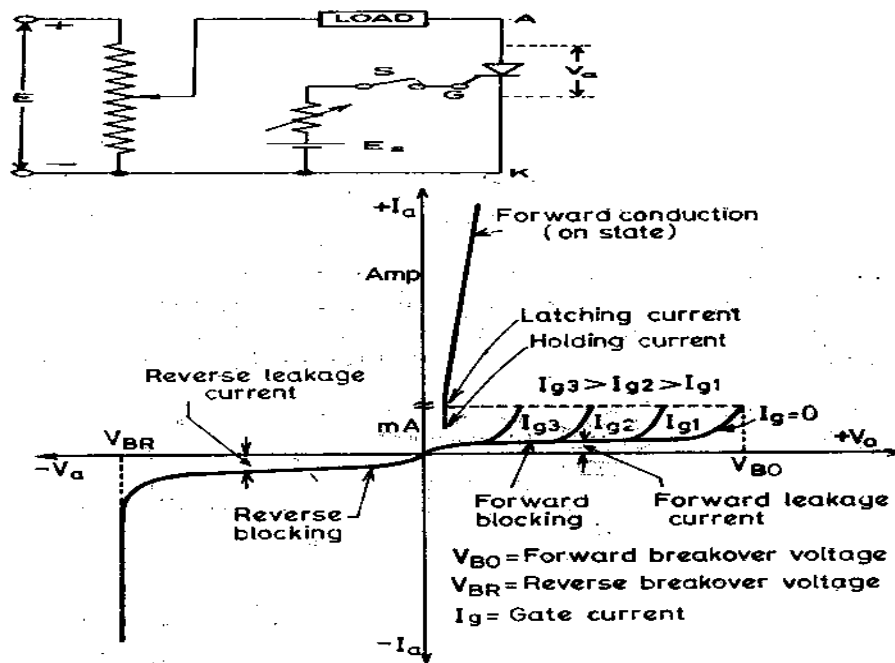 +
LOAD
A
E
S
G
Va
Ea
−
K
+Ia
Forward conduction
(on state)
Amp
Latching current
Holding current
Reverse leakage
current
Ig3 > Ig2 > Ig1
mA
Ig3
Ig2
Ig1
Ig=0
VBR
+Va
−Va
VBO
Reverse
blocking
Forward
blocking
Forward leakage
current
VBO=Forward breakover voltage
VBR=Reverse breakover voltage
Ig= Gate current
−Ia